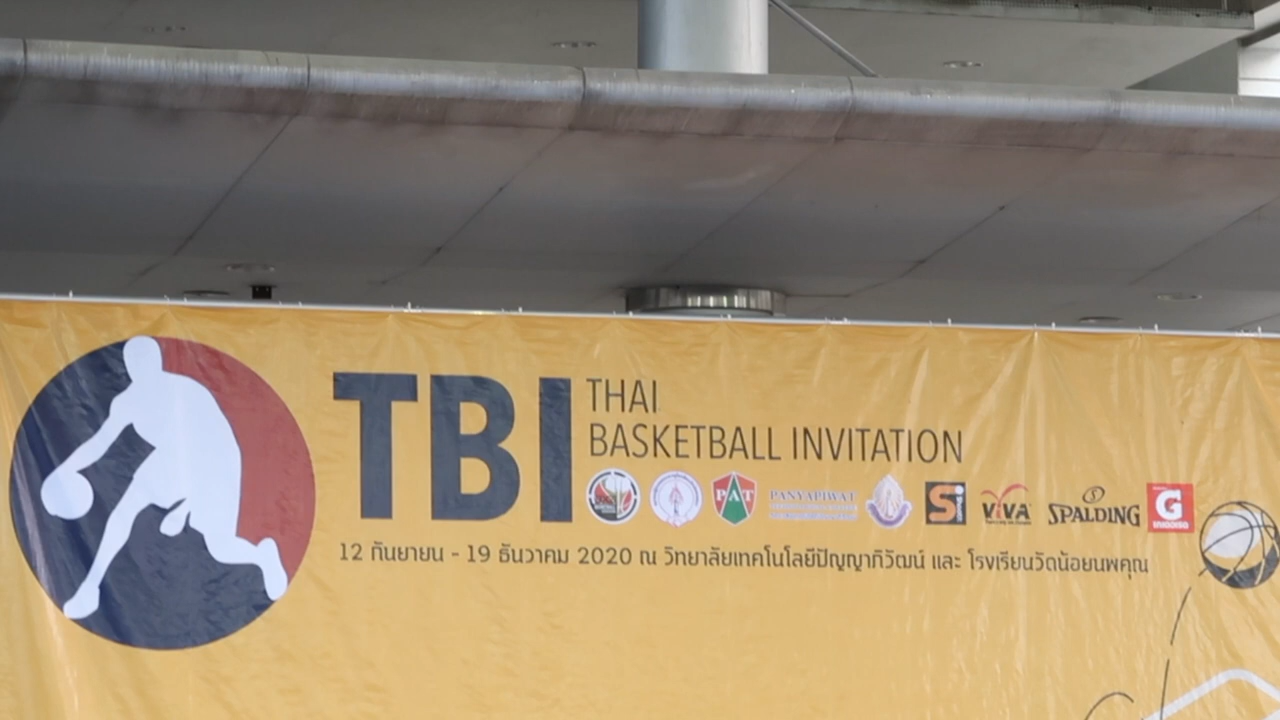 TBI
THAI
BASKETBALL INVITATION
PAT
PANYAPIWAT
Si
VIVA
SPALDING
G
12 กันยายน - 19 ธันวาคม 2020 ณ วิทยาลัยเทคโนโลยีปัญญาภิวัฒน์ และ โรงเรียนวัดน้อยนพคุณ